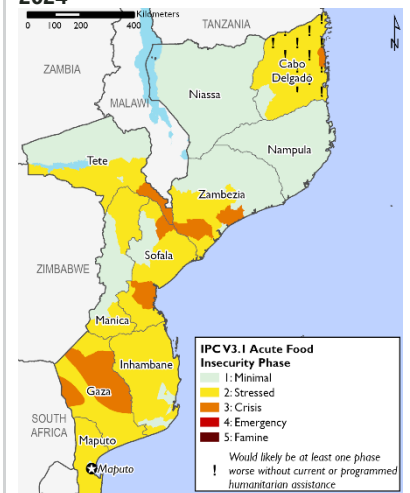 2024
0 50 100 200 400 Kilometers
TANZANIA
N
ZAMBIA
Cabo
Delgado
Niassa
MALAWI
Nampula
Tete
Zambezia
Sofala
ZIMBABWE
Manica
Inhambane
Gaza
SOUTH
AFRICA
Maputo
Maputo
IPC V3.1 Acute Food
Insecurity Phase
1: Minimal
2: Stressed
3: Crisis
4: Emergency
5: Famine
! Would likely be at least one phase
worse without current or programmed
humanitarian assistance